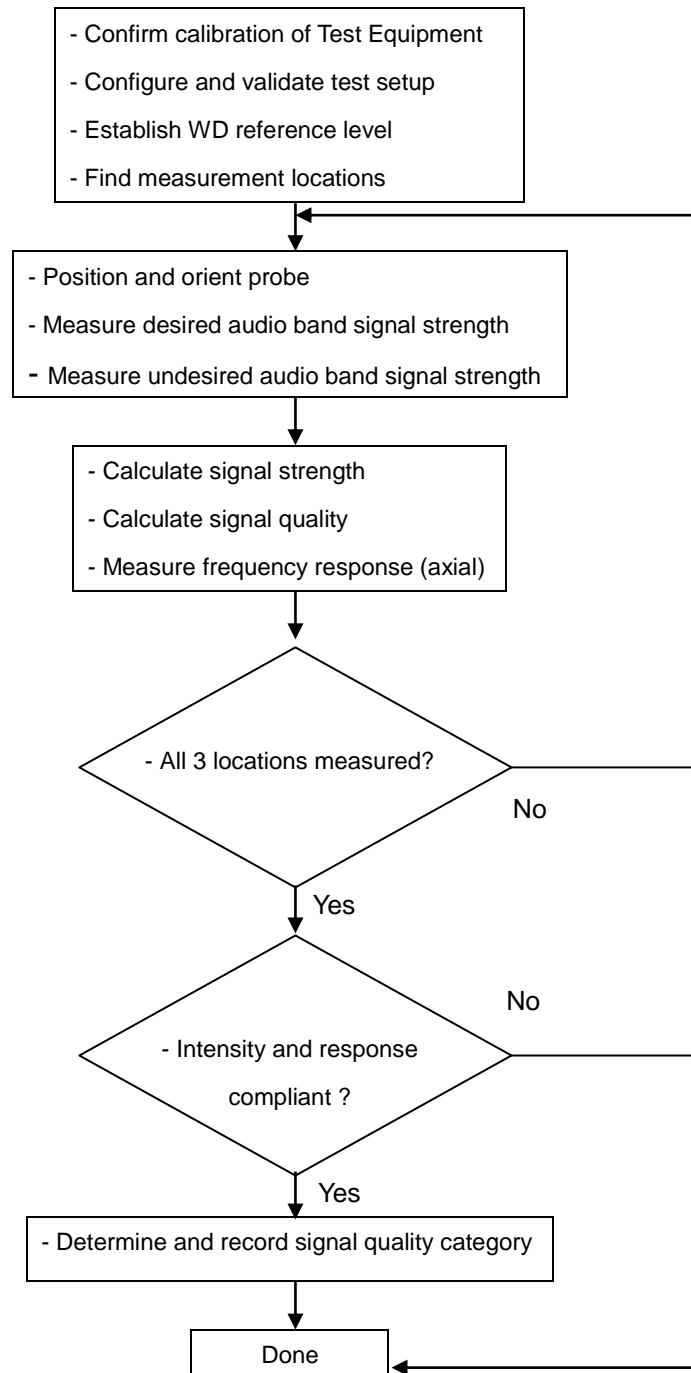 - Confirm calibration of Test Equipment
- Configure and validate test setup
- Establish WD reference level
- Find measurement locations
- Position and orient probe
- Measure desired audio band signal strength
- Measure undesired audio band signal strength
- Calculate signal strength
- Calculate signal quality
- Measure frequency response (axial)
- All 3 locations measured?
No
Yes
No
- Intensity and response
compliant ?
Yes
- Determine and record signal quality category
Done